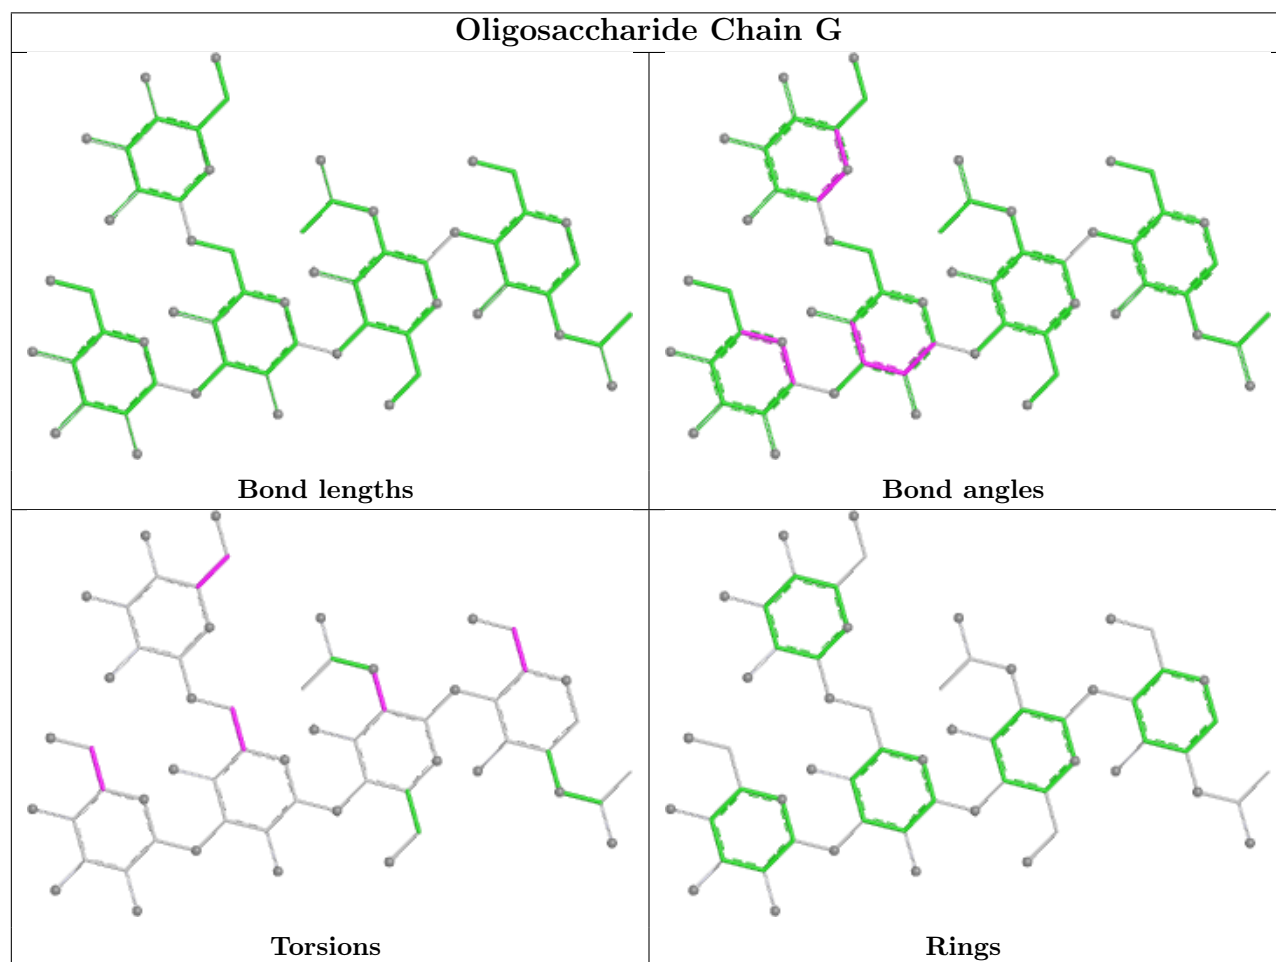 Oligosaccharide Chain G
Bond lengths
Bond angles
Torsions
Rings